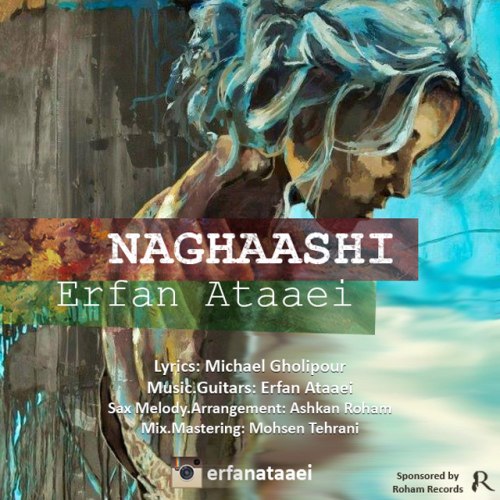 NAGHAASHI
Erfan Ataaei
Lyrics: Michael Gholipour
Music.Guitars: Erfan Ataaei
Sax Melody.Arrangement: Ashkan Roham
Mix.Mastering: Mohsen Tehrani
erfanataaei
Sponsored by
Roham Records
R